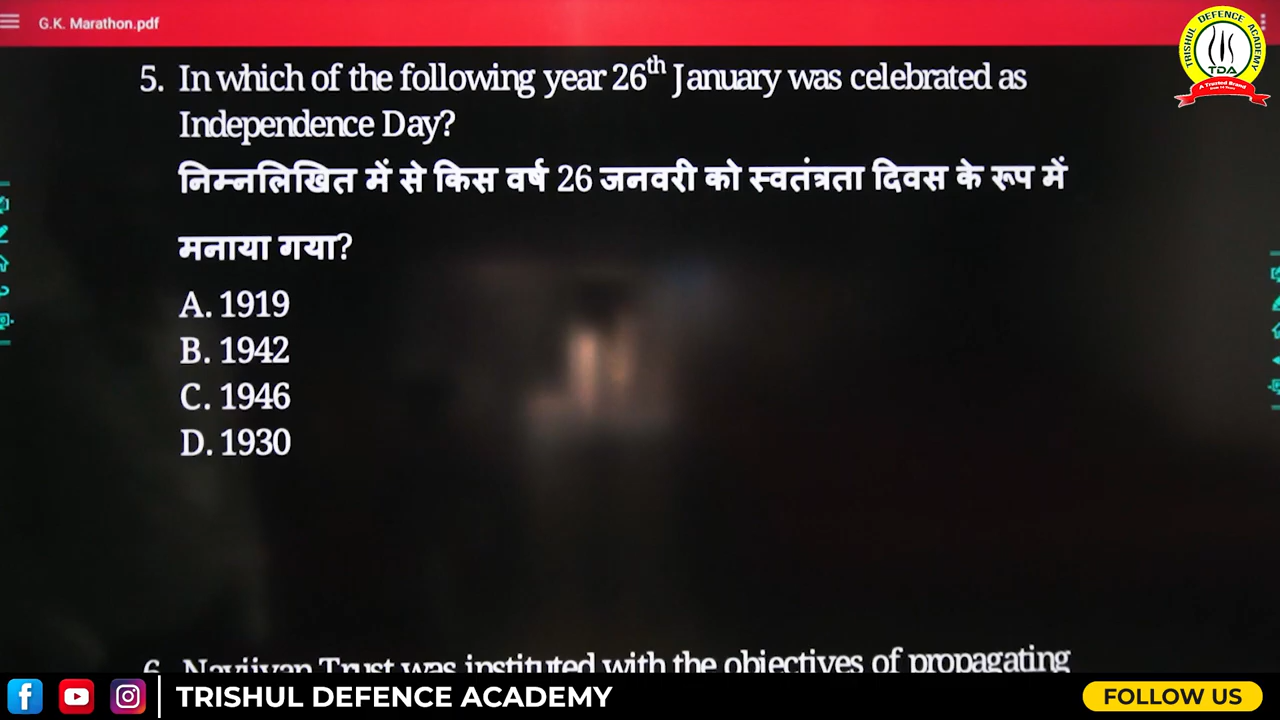 G.K. Marathon.pdf
TRISHUL DEFENCE ACADEMY
TDA
A Trusted Brand
5. In which of the following year 26th January was celebrated as
Independence Day?
निम्नलिखित में से किस वर्ष 26 जनवरी को स्वतंत्रता दिवस के रूप में
मनाया गया?
A. 1919
B. 1942
C. 1946
D. 1930
6. Navjivan Trust was instituted with the objectives of propagating
TRISHUL DEFENCE ACADEMY
FOLLOW US